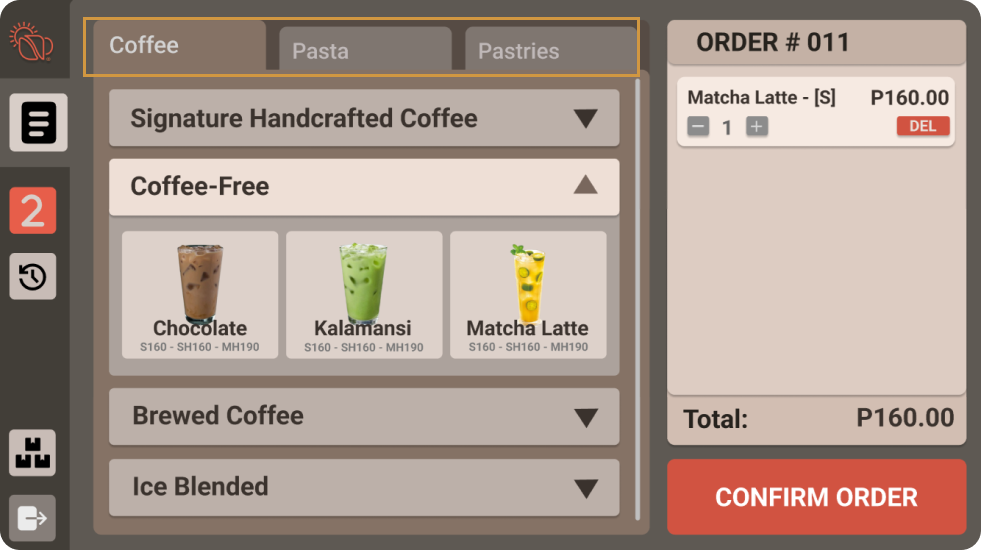 Coffee
Pasta
Pastries
Signature Handcrafted Coffee
Coffee-Free
Chocolate
S160 - SH160 - MH190
Kalamansi
S160 - SH160 - MH190
Matcha Latte
S160 - SH160 - MH190
Brewed Coffee
Ice Blended
2
ORDER # 011
Matcha Latte - [S]
P160.00
1
DEL
Total:
P160.00
CONFIRM ORDER